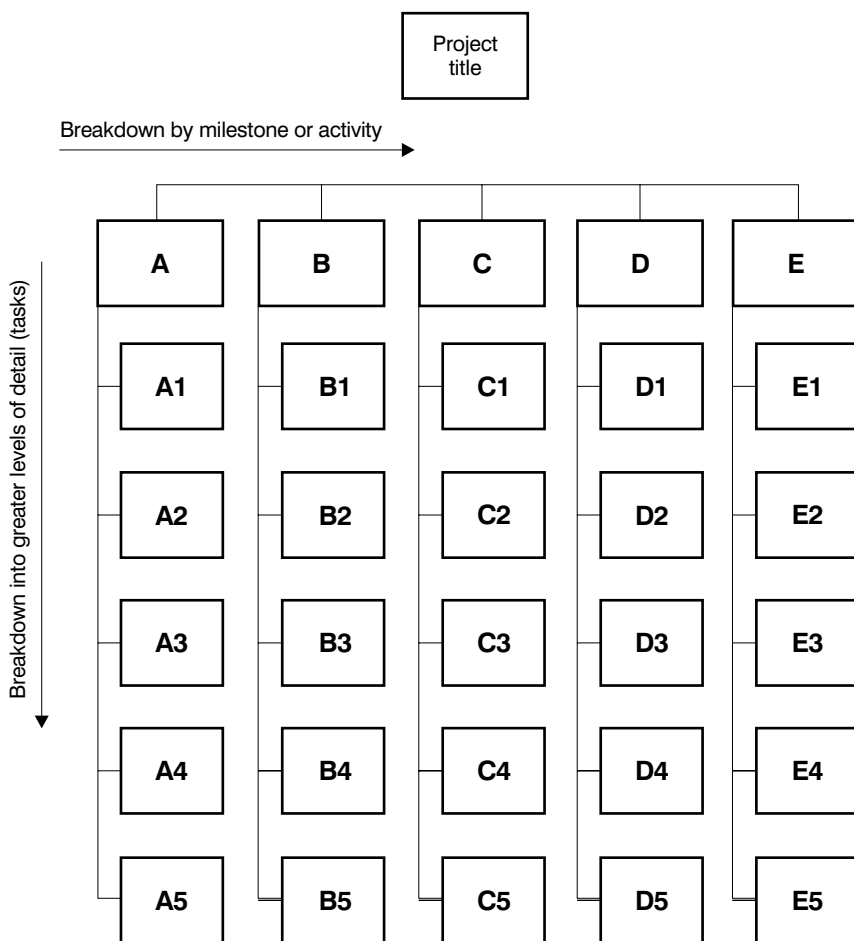 Project
title
Breakdown by milestone or activity
Breakdown into greater levels of detail (tasks)
A B C D E
A1 B1 C1 D1 E1
A2 B2 C2 D2 E2
A3 B3 C3 D3 E3
A4 B4 C4 D4 E4
A5 B5 C5 D5 E5